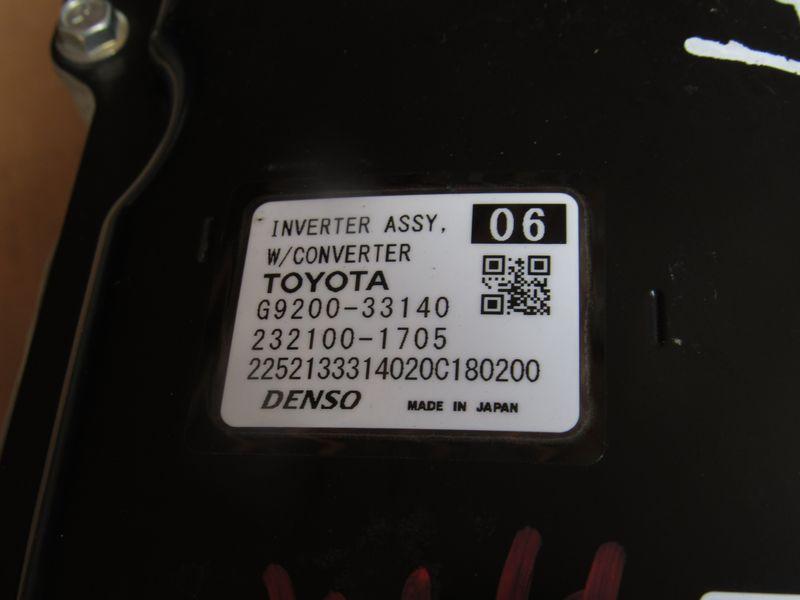 INVERTER ASSY, 06
W/CONVERTER
TOYOTA
G9200-33140
232100-1705
2252133314020C180200
DENSO MADE IN JAPAN